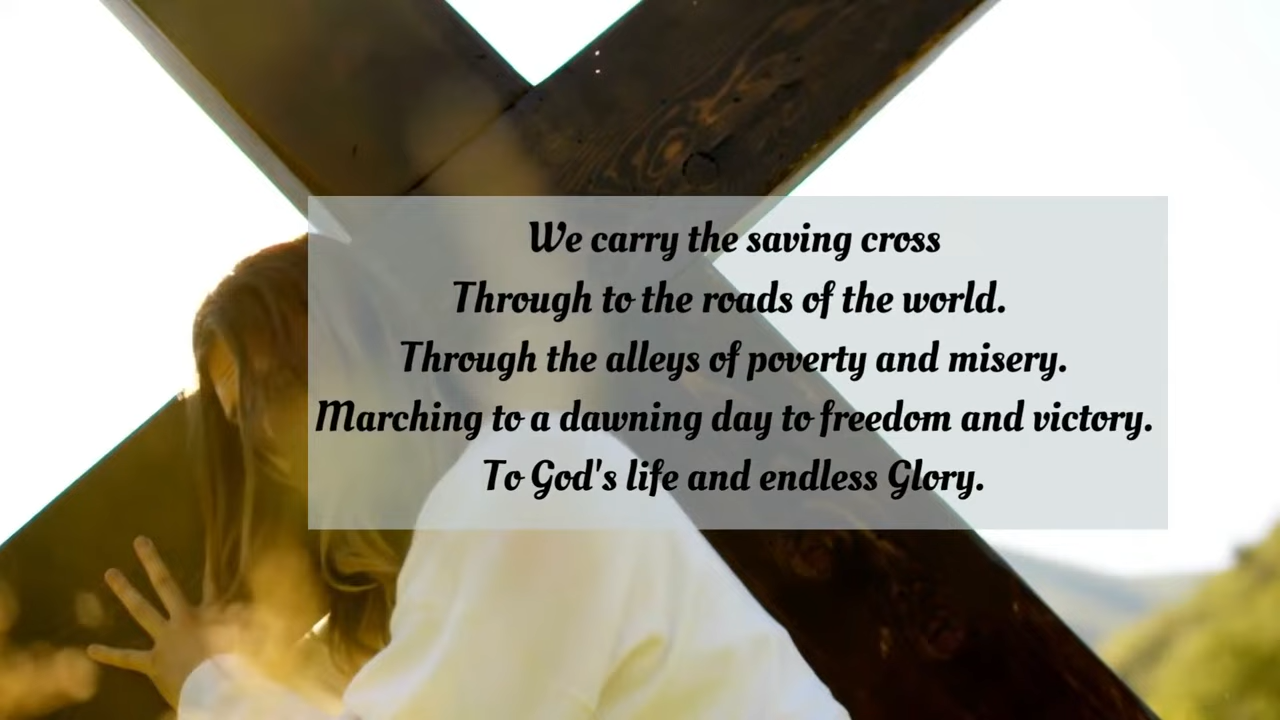 We carry the saving cross
Through to the roads of the world.
Through the alleys of poverty and misery.
Marching to a dawning day to freedom and victory.
To God's life and endless Glory.